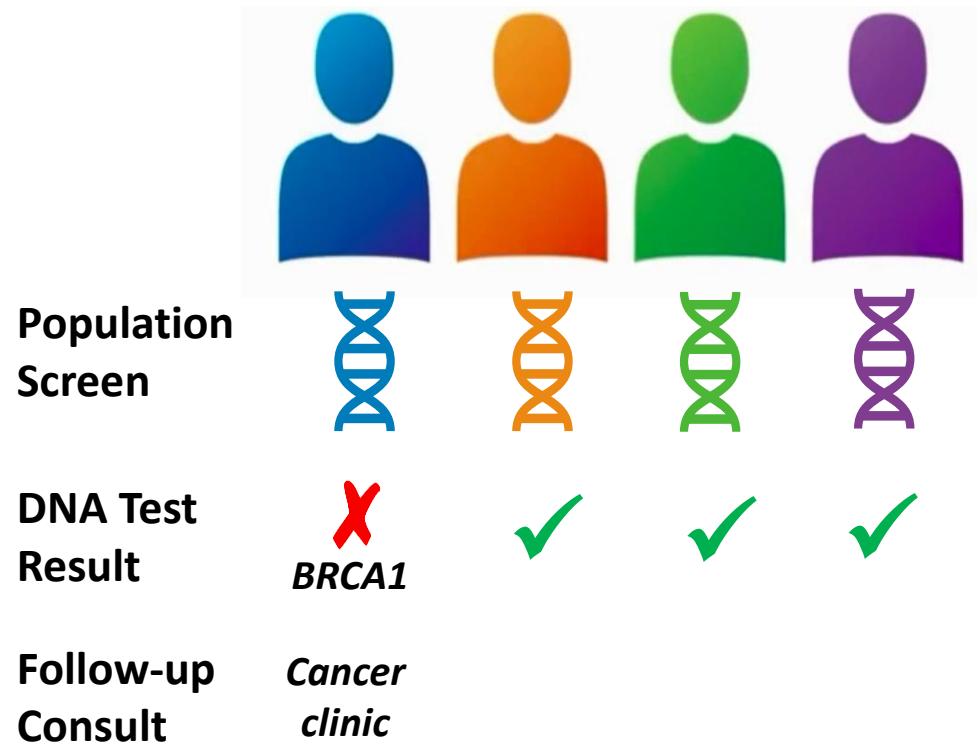 Population
Screen
DNA Test
Result
BRCA1
Follow-up
Consult
Cancer
clinic